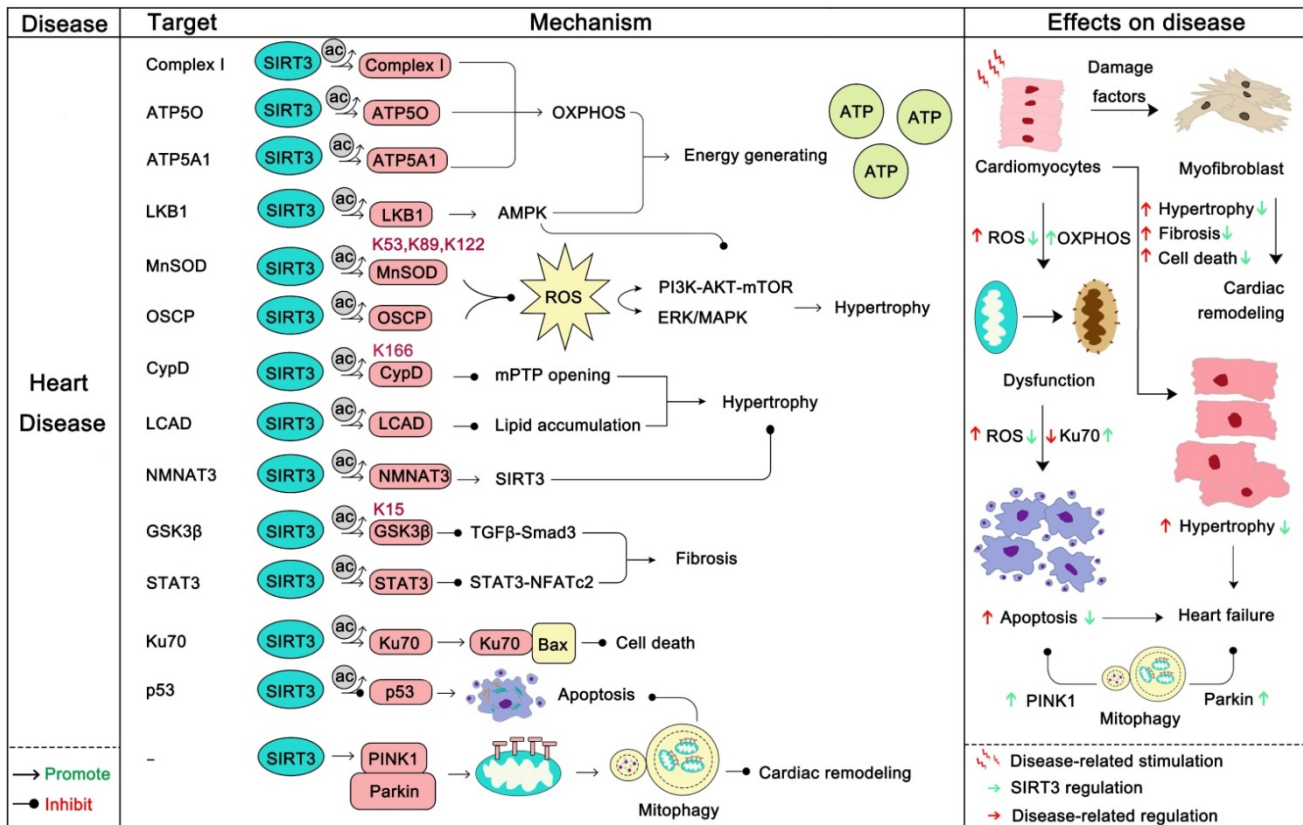 Disease
Target
Mechanism
Effects on disease
Heart
Disease
Complex I
SIRT3
ac
Complex I
ATP5O
SIRT3
ac
ATP5O
OXPHOS
ATP5A1
SIRT3
ac
ATP5A1
Energy generating
ATP
ATP
ATP
LKB1
SIRT3
ac
LKB1
AMPK
MnSOD
SIRT3
ac
K53,K89,K122
MnSOD
ROS
PI3K-AKT-mTOR
ERK/MAPK
Hypertrophy
OSCP
SIRT3
ac
OSCP
CypD
SIRT3
ac
K166
CypD
mPTP opening
Hypertrophy
LCAD
SIRT3
ac
LCAD
Lipid accumulation
NMNAT3
SIRT3
ac
NMNAT3
SIRT3
GSK3β
SIRT3
ac
K15
GSK3β
TGFβ-Smad3
Fibrosis
STAT3
SIRT3
ac
STAT3
STAT3-NFATc2
Ku70
SIRT3
ac
Ku70
Ku70
Bax
Cell death
p53
SIRT3
ac
p53
Apoptosis
–
SIRT3
PINK1
Parkin
Mitophagy
Cardiac remodeling
Promote
Inhibit
Damage
factors
Cardiomyocytes
Myofibroblast
↑ ROS ↓ ↑ OXPHOS
↑ Hypertrophy ↓
↑ Fibrosis ↓
↑ Cell death ↓
Cardiac
remodeling
Dysfunction
↑ ROS ↓ ↓ Ku70 ↑
↑ Hypertrophy ↓
↑ Apoptosis ↓
Heart failure
↑ PINK1
Mitophagy
Parkin ↑
Disease-related stimulation
SIRT3 regulation
Disease-related regulation